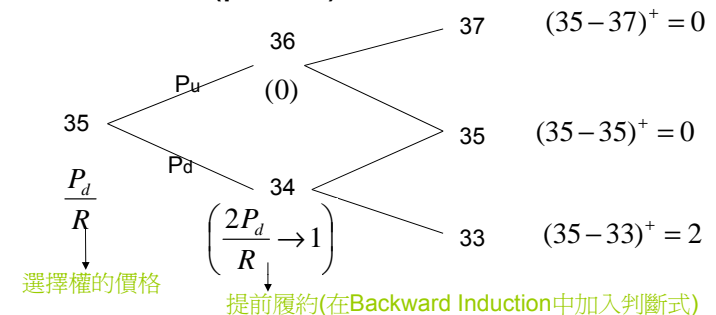 37 (35−37)⁺ = 0
36
Pu
(0)
35
35 (35−35)⁺ = 0
Pd
34
P_d/R
(2P_d/R → 1)
33 (35−33)⁺ = 2
選擇權的價格
提前履約(在Backward Induction中加入判斷式)